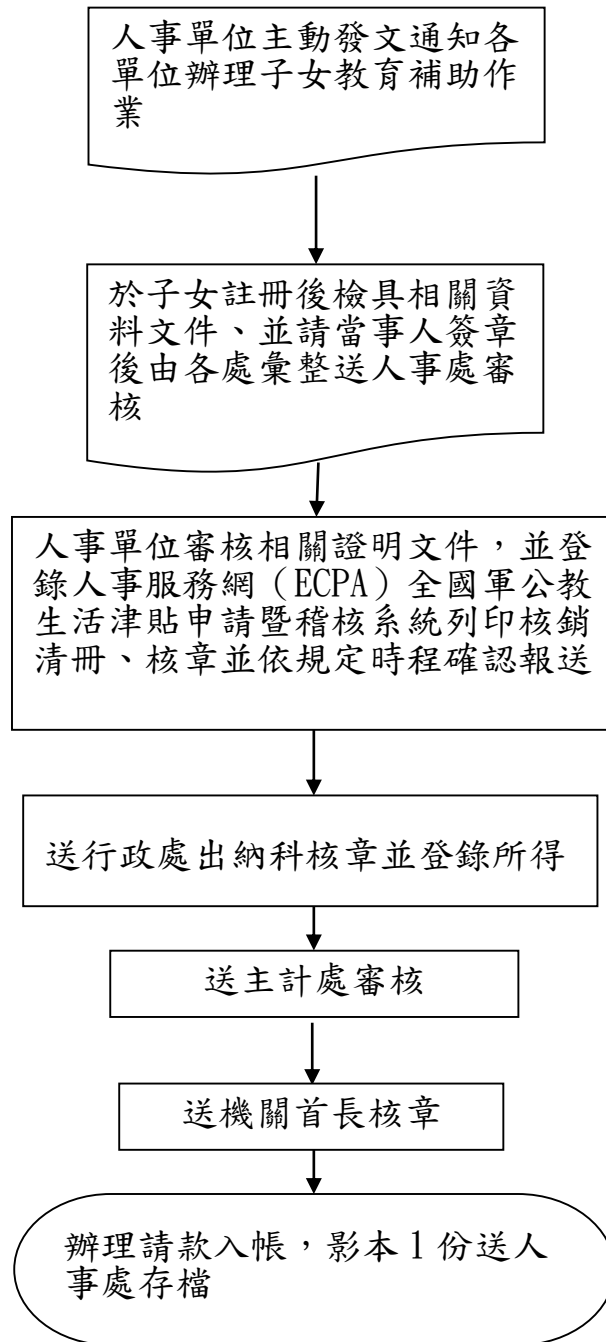 人事單位主動發文通知各
單位辦理子女教育補助作
業
於子女註冊後檢具相關資
料文件、並請當事人簽章
後由各處彙整送人事處審
核
人事單位審核相關證明文件，並登
錄人事服務網（ECPA）全國軍公教
生活津貼申請暨稽核系統列印核銷
清冊、核章並依規定時程確認報送
送行政處出納科核章並登錄所得
送主計處審核
送機關首長核章
辦理請款入帳，影本 1 份送人
事處存檔